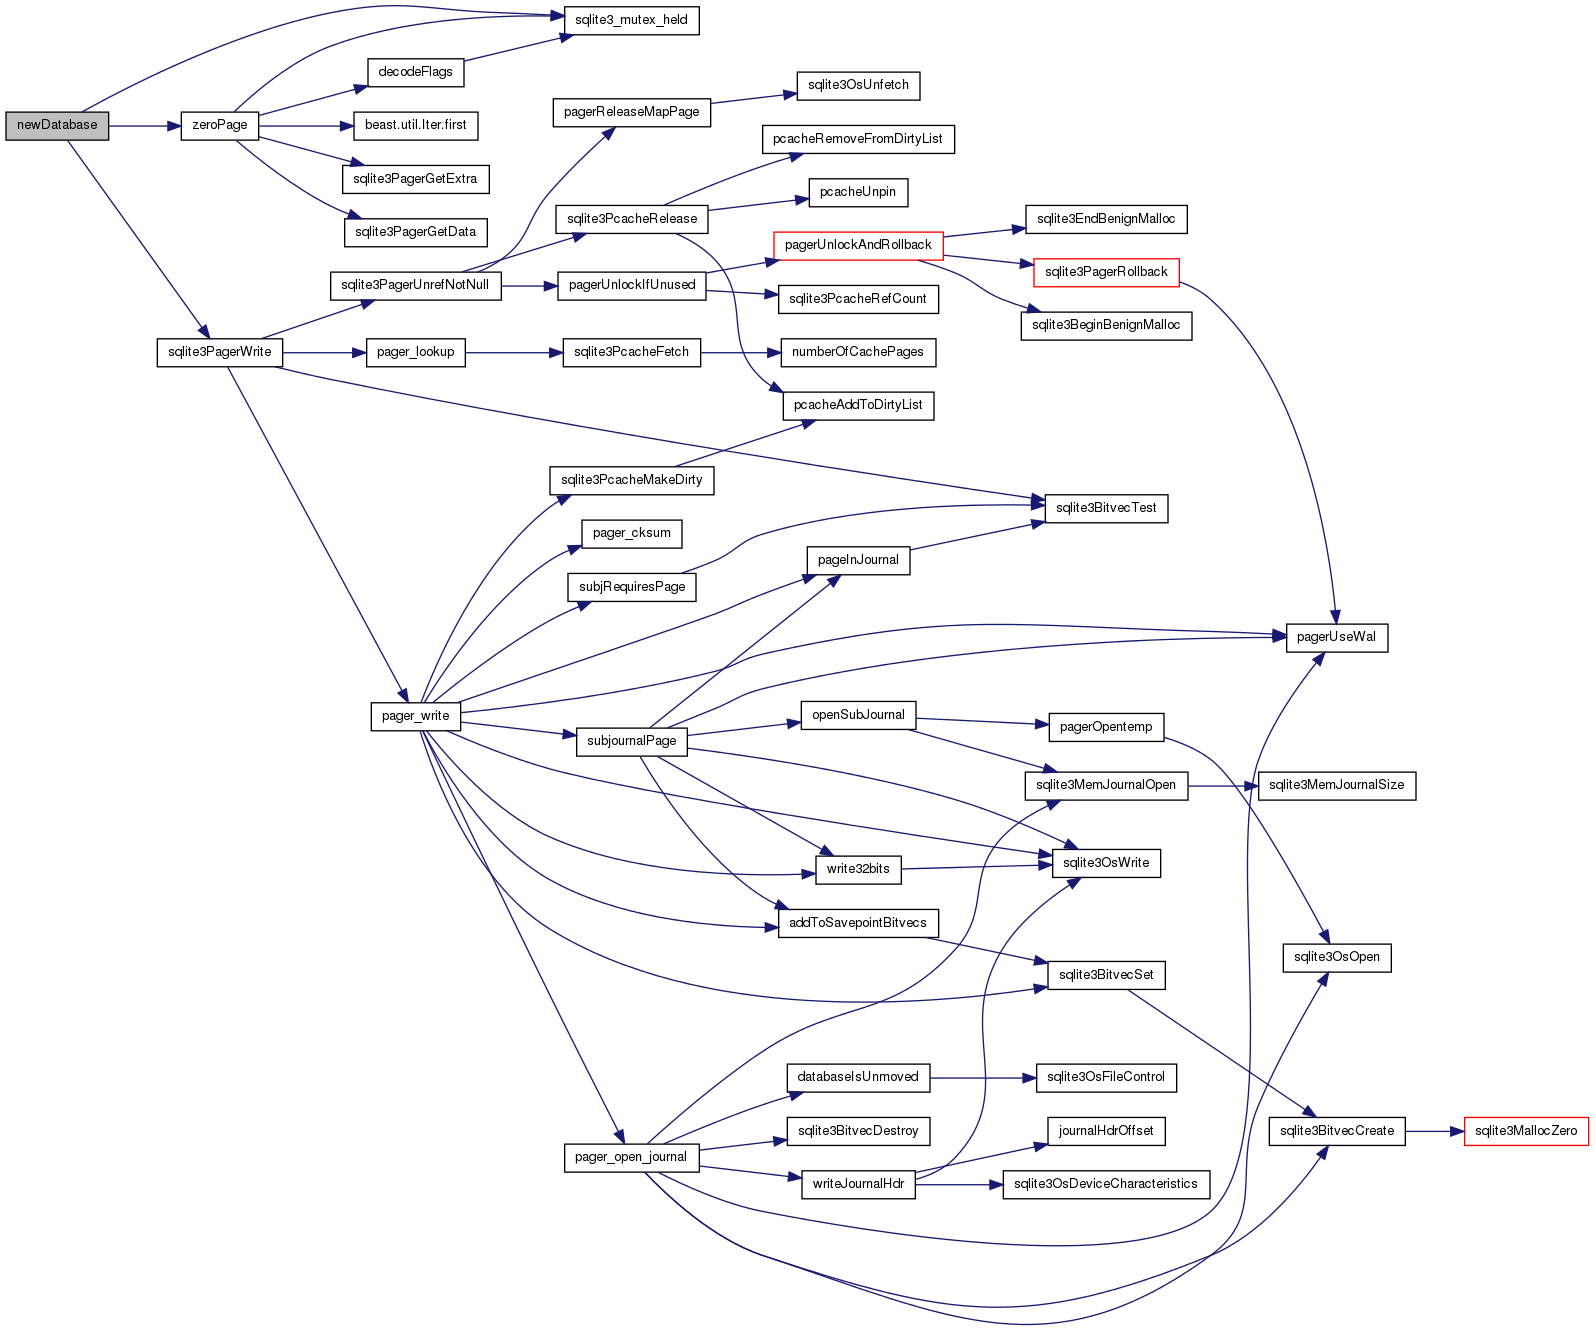 sqlite3_mutex_held
decodeFlags
sqlite3OsUnfetch
pagerReleaseMapPage
newDatabase
zeroPage
beast.util.Iter.first
pcacheRemoveFromDirtyList
sqlite3PagerGetExtra
pcacheUnpin
sqlite3PcacheRelease
sqlite3EndBenignMalloc
sqlite3PagerGetData
pagerUnlockAndRollback
sqlite3PagerRollback
sqlite3PagerUnrefNotNull
pagerUnlockIfUnused
sqlite3PcacheRefCount
sqlite3BeginBenignMalloc
sqlite3PagerWrite
pager_lookup
sqlite3PcacheFetch
numberOfCachePages
pcacheAddToDirtyList
sqlite3PcacheMakeDirty
sqlite3BitvecTest
pager_cksum
pageInJournal
subjRequiresPage
pagerUseWal
pager_write
openSubJournal
pagerOpentemp
subjournalPage
sqlite3MemJournalOpen
sqlite3MemJournalSize
sqlite3OsWrite
write32bits
addToSavepointBitvecs
sqlite3OsOpen
sqlite3BitvecSet
databaseIsUnmoved
sqlite3OsFileControl
sqlite3BitvecDestroy
journalHdrOffset
sqlite3BitvecCreate
sqlite3MallocZero
pager_open_journal
writeJournalHdr
sqlite3OsDeviceCharacteristics